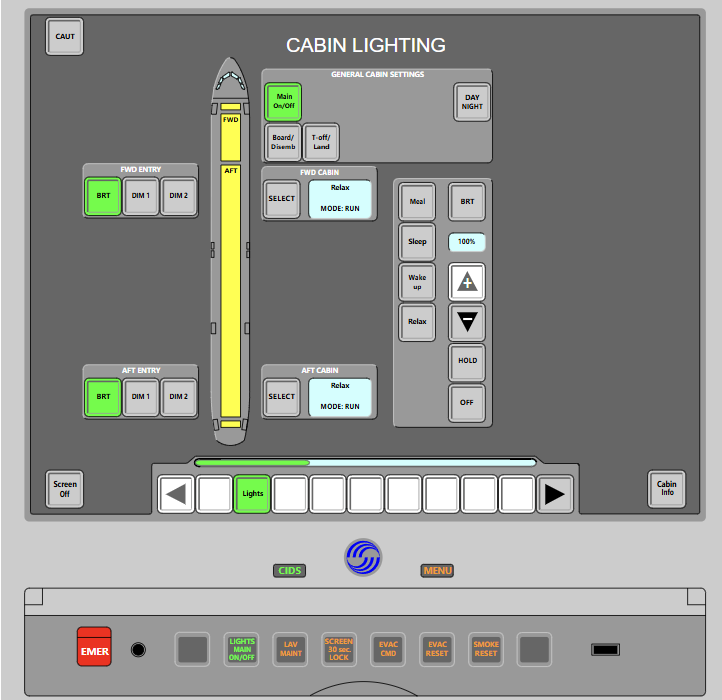 CAUT
CABIN LIGHTING
GENERAL CABIN SETTINGS
Main
On/Off
DAY
NIGHT
Board/
Disemb
T-off/
Land
FWD
AFT
FWD ENTRY
BRT
DIM 1
DIM 2
FWD CABIN
SELECT
Relax
MODE: RUN
Meal
BRT
Sleep
100%
Wake
up
+
Relax
−
HOLD
OFF
AFT ENTRY
BRT
DIM 1
DIM 2
AFT CABIN
SELECT
Relax
MODE: RUN
Screen
Off
Lights
Cabin
Info
CIDS
MENU
EMER
LIGHTS
MAIN
ON/OFF
LAV
MAINT
SCREEN
30 sec.
LOCK
EVAC
CMD
EVAC
RESET
SMOKE
RESET